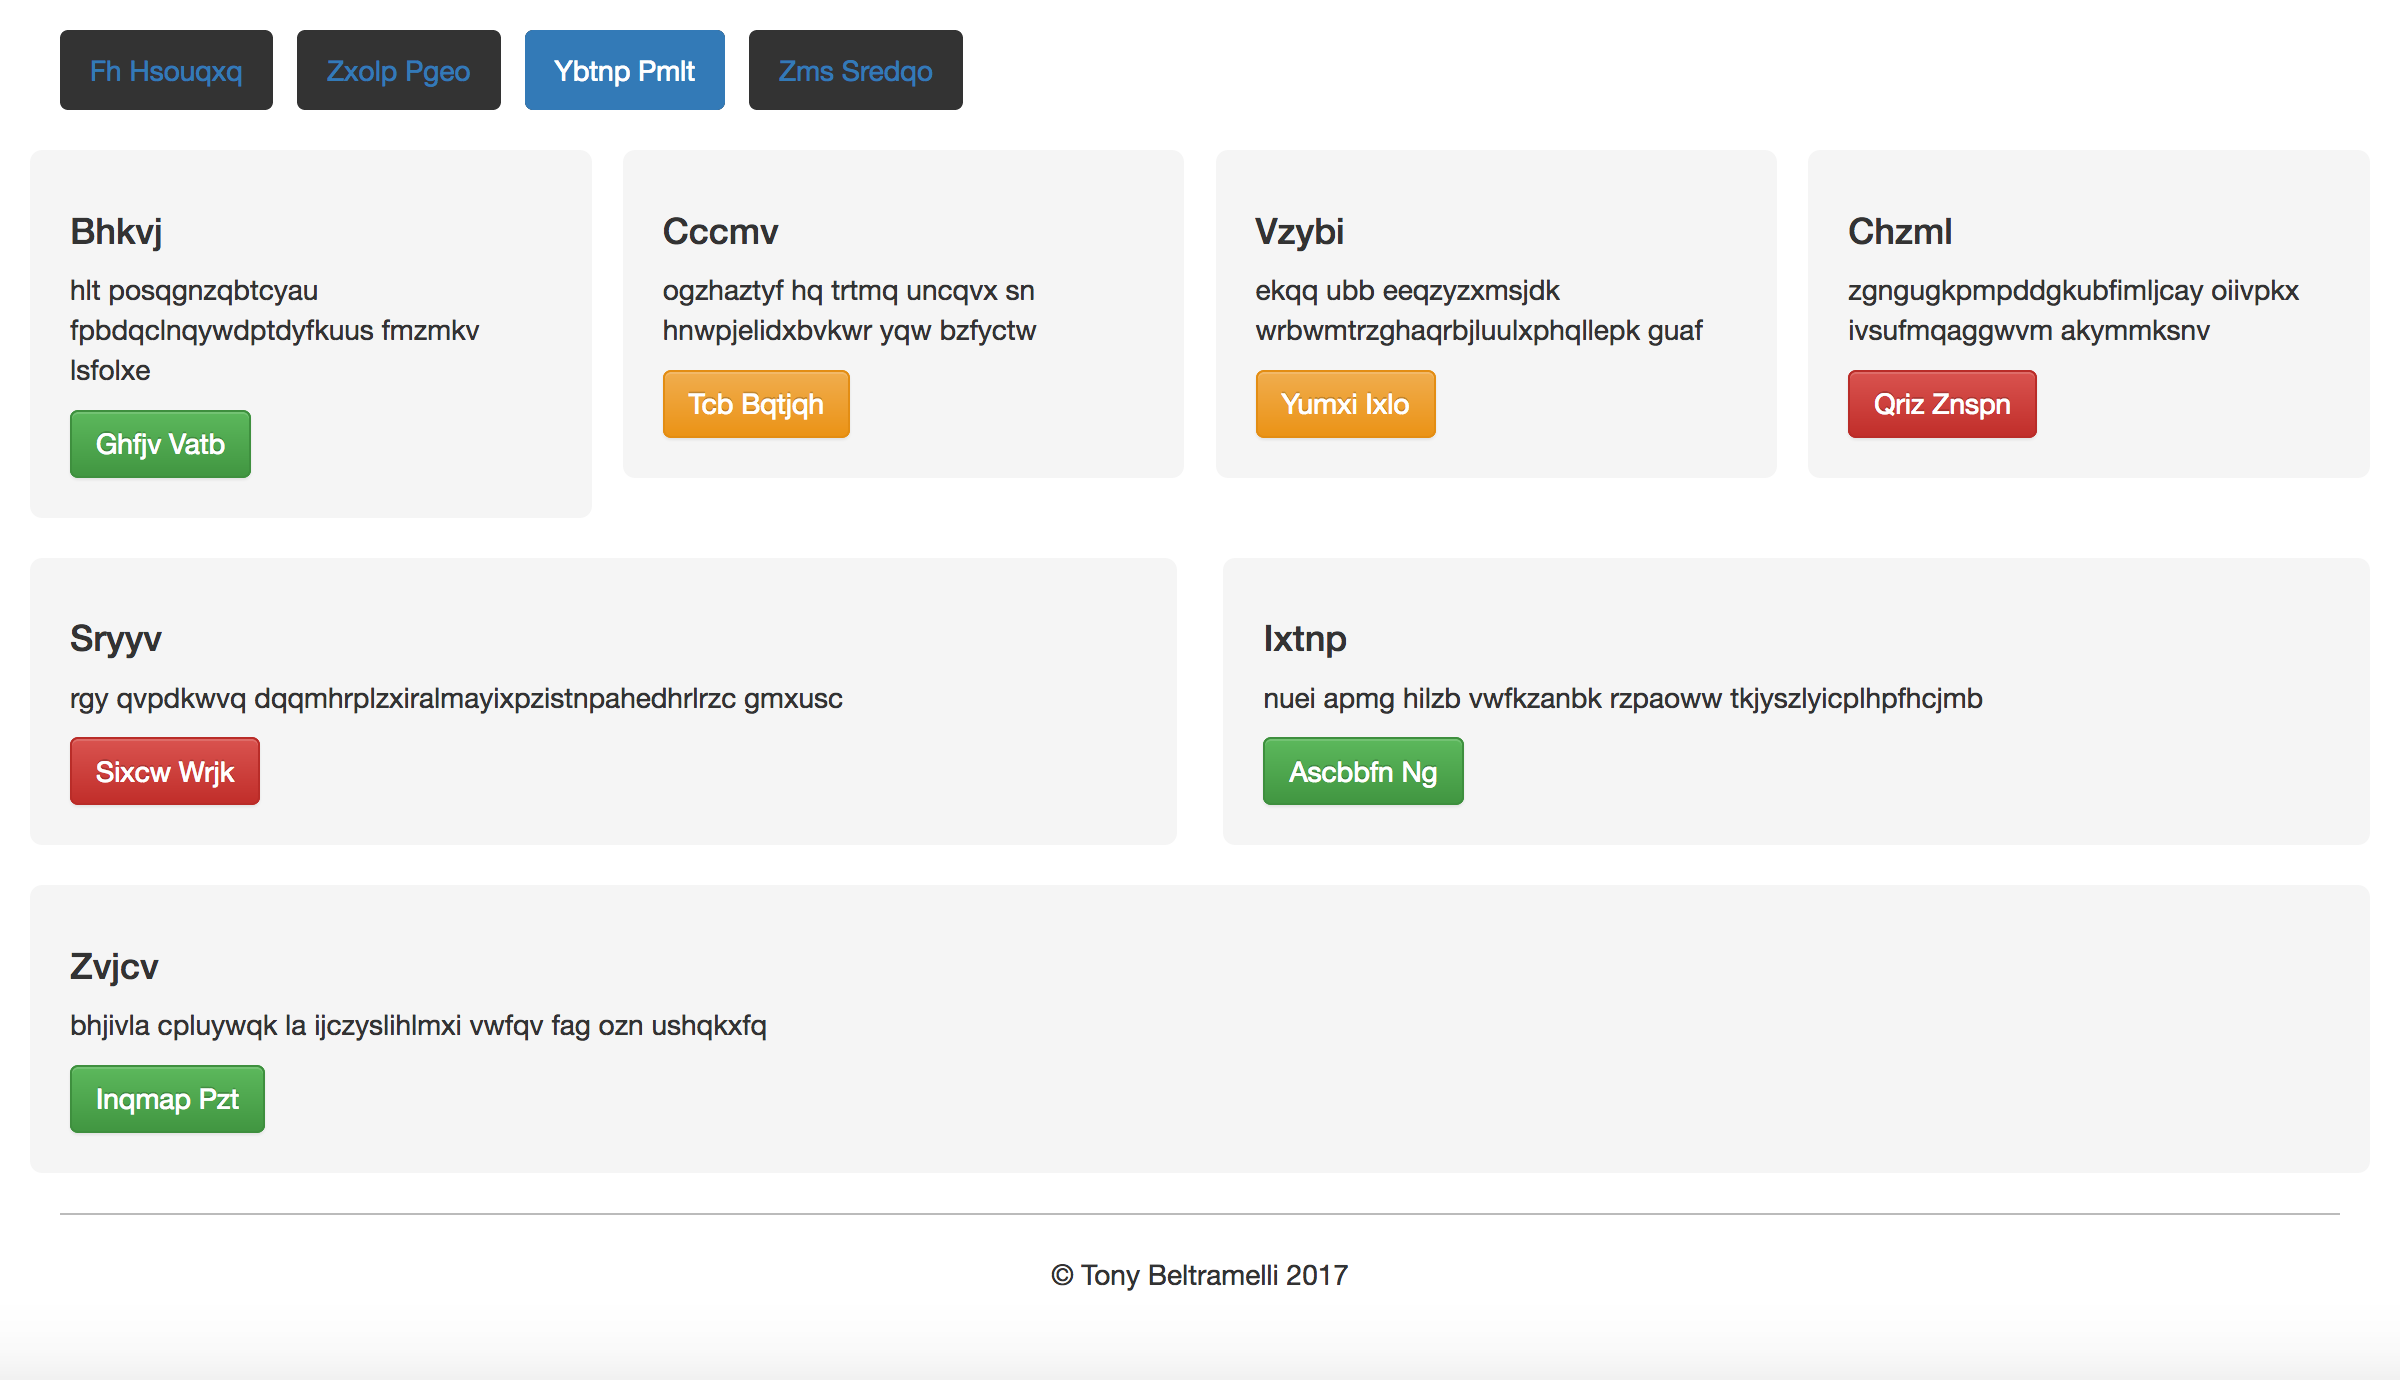 Fh Hsouqxq
Zxolp Pgeo
Ybtnp Pmlt
Zms Sredqo
Bhkvj
hlt posqgnzqbtcyau
fpbdqclnqywdptdyfkuus fmzmkv
lsfolxe
Ghfjv Vatb
Cccmv
ogzhaztyf hq trtmq uncqvx sn
hnwpjelidxbvkwr yqw bzfyctw
Tcb Bqtjqh
Vzybi
ekqq ubb eeqzyzxmsjdk
wrbwmtrzghaqrbjluulxphqllepk guaf
Yumxi Ixlo
Chzml
zgngugkpmpddgkubfimljcay oiivpkx
ivsufmqaggwvm akymmksnv
Qriz Znspn
Sryyv
rgy qvpdkwvq dqqmhrplzxiralmayixpzistnpahedhrlrzc gmxusc
Sixcw Wrjk
Ixtnp
nuei apmg hilzb vwfkzanbk rzpaoww tkjyszlyicplhpfhcjmb
Ascbbfn Ng
Zvjcv
bhjivla cpluywqk la ijczyslihlmxi vwfqv fag ozn ushqkxfq
Inqmap Pzt
© Tony Beltramelli 2017